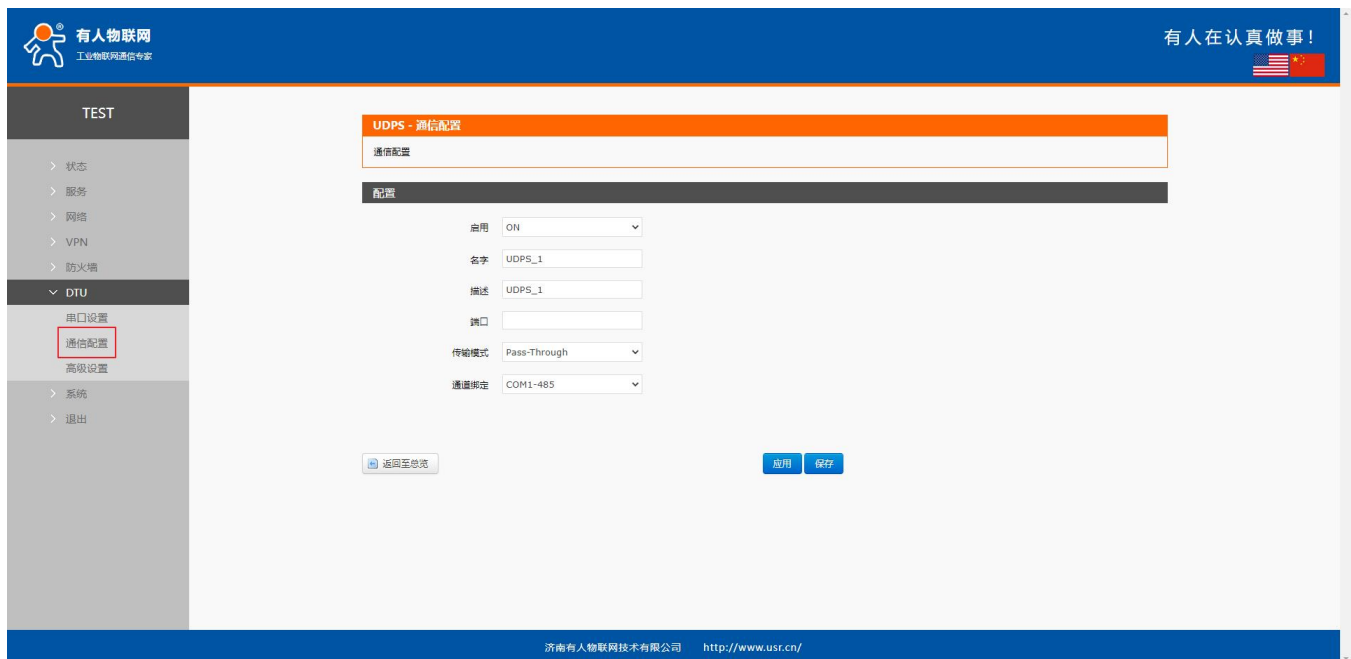 有人物联网
工业物联网通信专家
有人在认真做事!
TEST
状态
服务
网络
VPN
防火墙
DTU
串口设置
通信配置
高级设置
系统
退出
UDPS - 通信配置
通信配置
配置
启用 ON
名字 UDPS_1
描述 UDPS_1
端口
传输模式 Pass-Through
通道绑定 COM1-485
返回至总览 应用 保存
济南有人物联网技术有限公司 http://www.usr.cn/